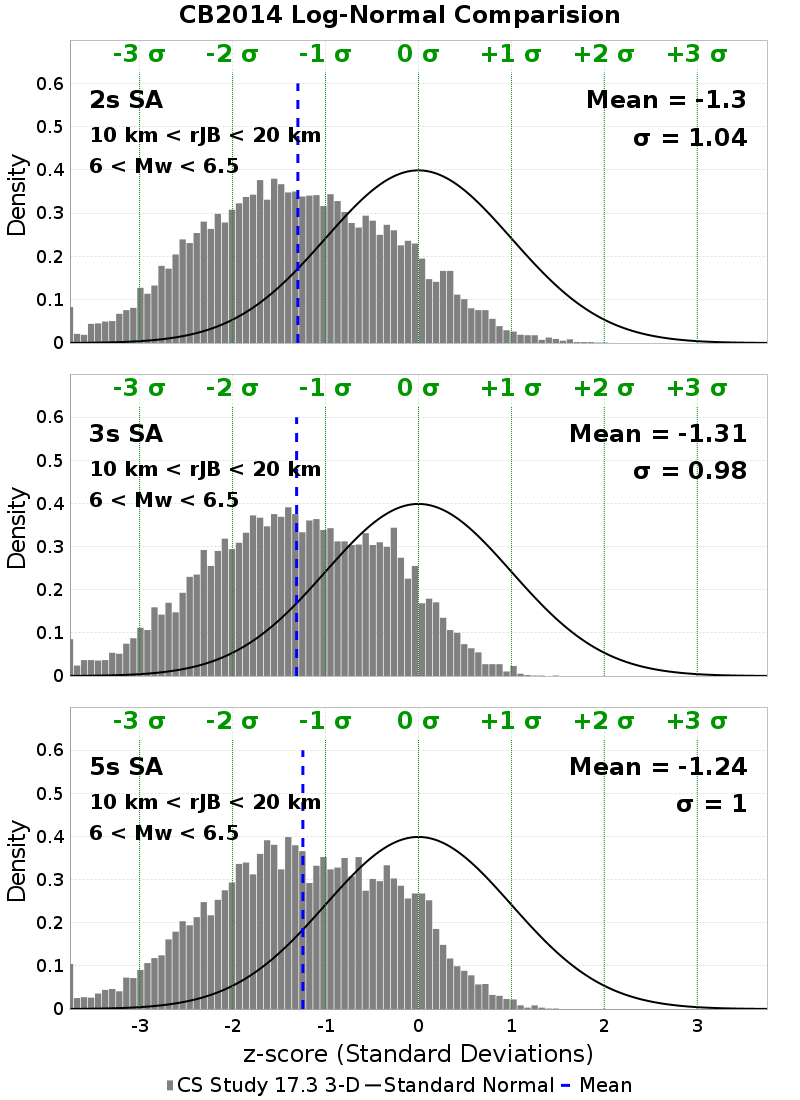 CB2014 Log-Normal Comparision
-3 σ -2 σ -1 σ 0 σ +1 σ +2 σ +3 σ
0.6
2s SA Mean = -1.3
0.5
10 km < rJB < 20 km σ = 1.04
6 < Mw < 6.5
0.4
Density
0.3
0.2
0.1
0
-3 σ -2 σ -1 σ 0 σ +1 σ +2 σ +3 σ
0.6
3s SA Mean = -1.31
0.5
10 km < rJB < 20 km σ = 0.98
6 < Mw < 6.5
0.4
Density
0.3
0.2
0.1
0
-3 σ -2 σ -1 σ 0 σ +1 σ +2 σ +3 σ
0.6
5s SA Mean = -1.24
0.5
10 km < rJB < 20 km σ = 1
6 < Mw < 6.5
0.4
Density
0.3
0.2
0.1
0
-3 -2 -1 0 1 2 3
z-score (Standard Deviations)
CS Study 17.3 3-D Standard Normal Mean